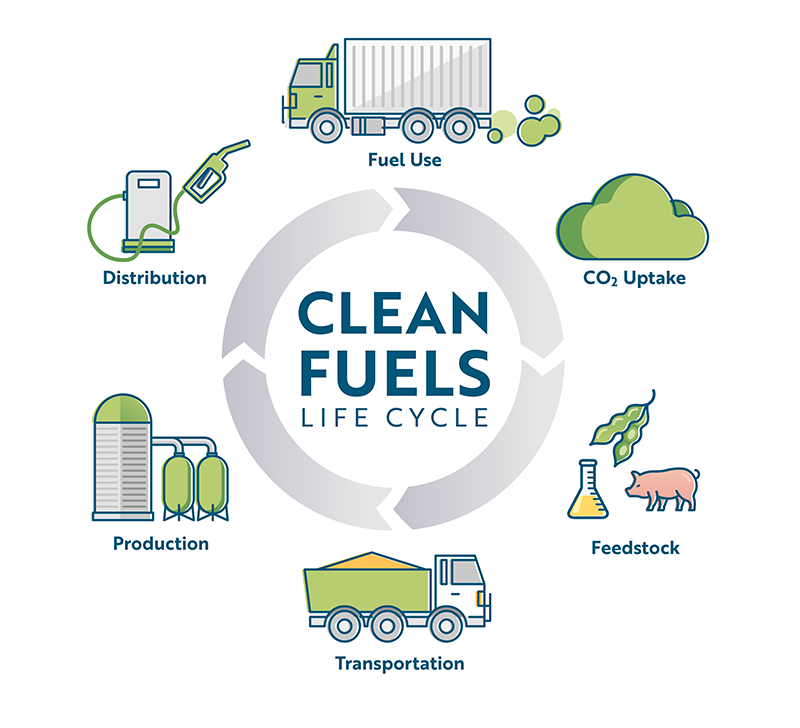 Fuel Use
Distribution
CO₂ Uptake
CLEAN
FUELS
LIFE CYCLE
Production
Feedstock
Transportation